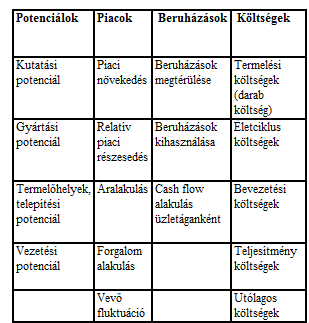 Potenciálok Piacok Beruházások Költségek
Kutatási potenciál Piaci növekedés Beruházások megtérülése Termelési költségek (darab költség)
Gyártási potenciál Relatív piaci részesedés Beruházások kihasználása Életciklus költségek
Termelőhelyek, telepítési potenciál Áralakulás Cash flow alakulás üzletáganként Bevezetési költségek
Vezetési potenciál Forgalom alakulás Teljesítmény költségek
Vevő fluktuáció Utólagos költségek